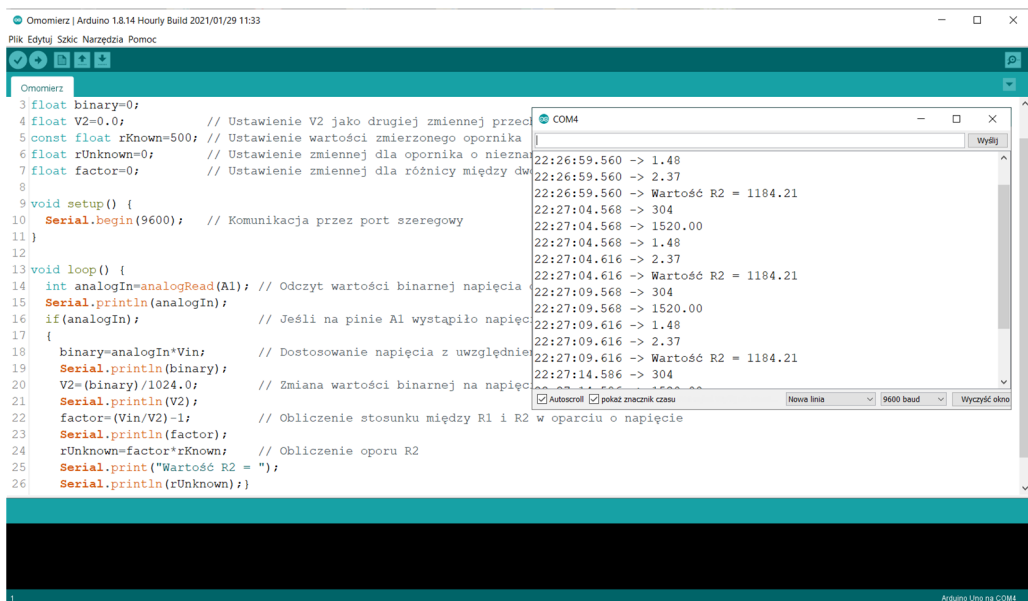 Omomierz | Arduino 1.8.14 Hourly Build 2021/01/29 11:33
Plik Edytuj Szkic Narzędzia Pomoc
Omomierz
3 float binary=0;
4 float V2=0.0; // Ustawienie V2 jako drugiej zmiennej
5 const float rKnown=500; // Ustawienie wartości zmierzonego opornika
6 float rUnknown=0; // Ustawienie zmiennej dla opornika o
7 float factor=0; // Ustawienie zmiennej dla różnicy między
8
9 void setup() {
10 Serial.begin(9600); // Komunikacja przez port szeregowy
11 }
12
13 void loop() {
14 int analogIn=analogRead(A1); // Odczyt wartości binarnej napięcia
15 Serial.println(analogIn);
16 if(analogIn); // Jeśli na pinie A1 wystąpiło
17 {
18 binary=analogIn*Vin; // Dostosowanie napięcia z
19 Serial.println(binary);
20 V2=(binary)/1024.0; // Zmiana wartości binarnej na
21 Serial.println(V2);
22 factor=(Vin/V2)-1; // Obliczenie stosunku między R1 i R2 w oparciu o napięcie
23 Serial.println(factor);
24 rUnknown=factor*rKnown; // Obliczenie oporu R2
25 Serial.print("Wartość R2 = ");
26 Serial.println(rUnknown);}
COM4
Wyślij
22:26:59.560 -> 1.48
22:26:59.560 -> 2.37
22:26:59.560 -> Wartość R2 = 1184.21
22:27:04.568 -> 304
22:27:04.568 -> 1520.00
22:27:04.568 -> 1.48
22:27:04.616 -> 2.37
22:27:04.616 -> Wartość R2 = 1184.21
22:27:09.568 -> 304
22:27:09.568 -> 1520.00
22:27:09.616 -> 1.48
22:27:09.616 -> 2.37
22:27:09.616 -> Wartość R2 = 1184.21
22:27:14.586 -> 304
Autoscroll pokaż znacznik czasu Nowa linia 9600 baud Wyczyść okno
1 Arduino Uno na COM4